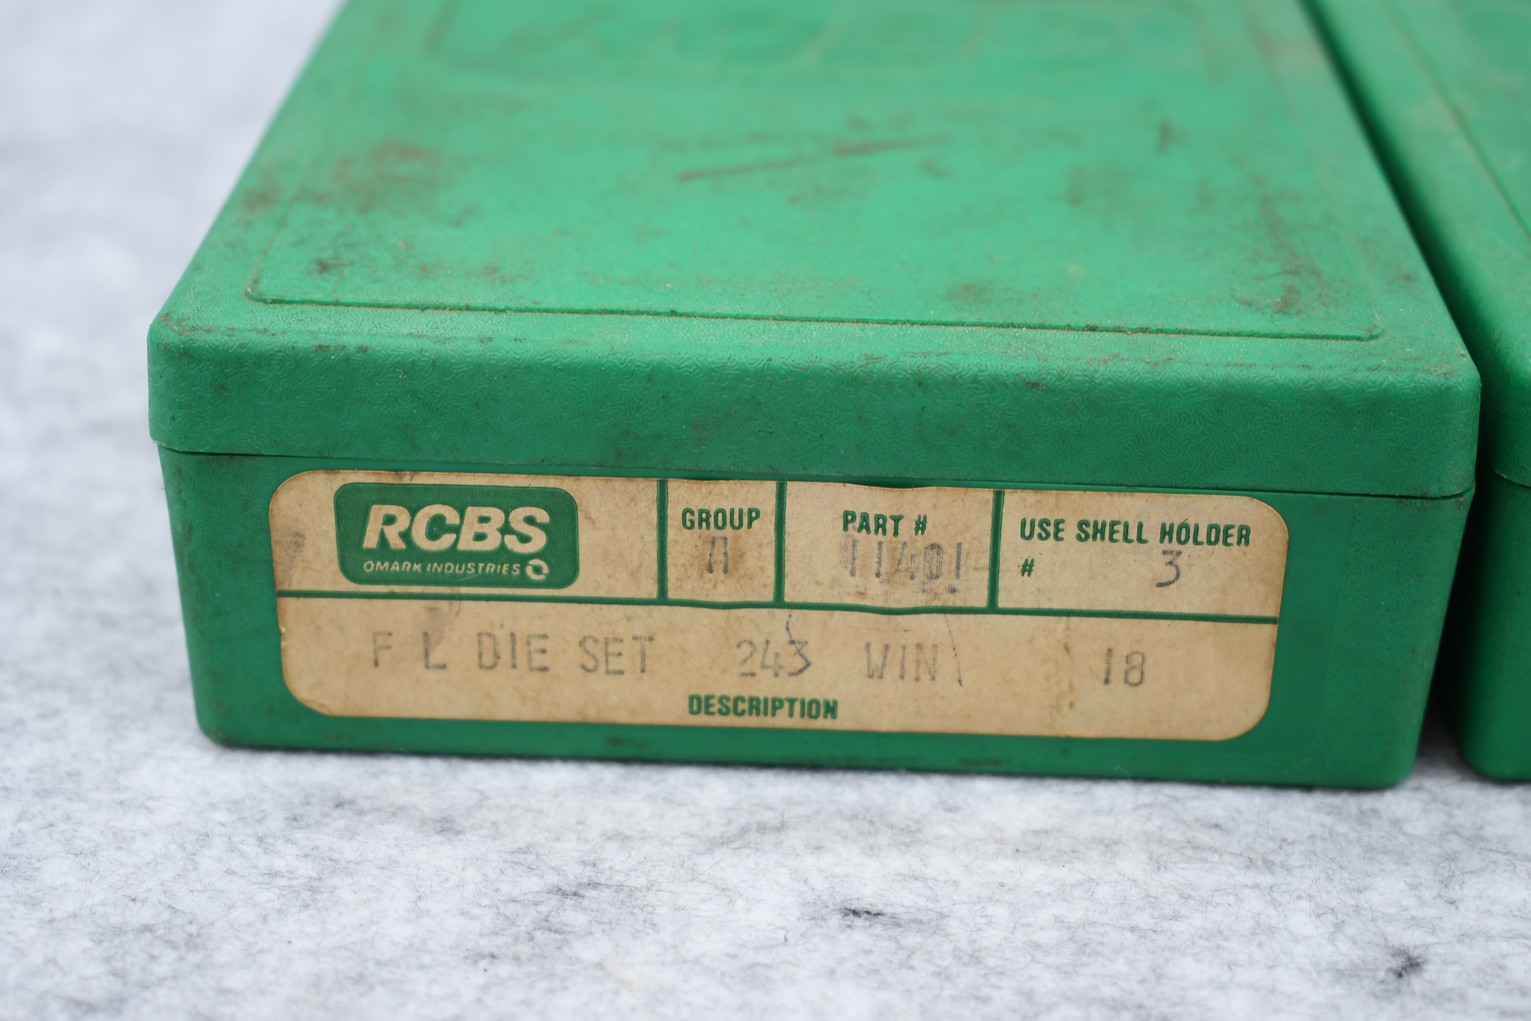 RCBS
OMARK INDUSTRIES
GROUP
A
PART #
11401
USE SHELL HOLDER
# 3
F L DIE SET 243 WIN 18
DESCRIPTION